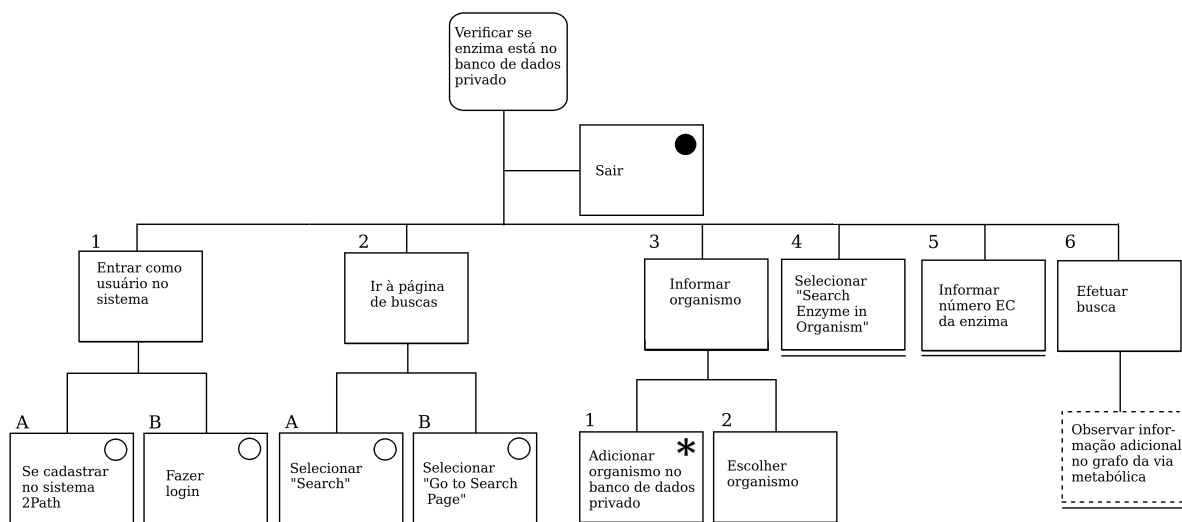 Verificar se
enzima está no
banco de dados
privado
Sair
1
Entrar como
usuário no
sistema
2
Ir à página
de buscas
3
Informar
organismo
4
Selecionar
"Search
Enzyme in
Organism"
5
Informar
número EC
da enzima
6
Efetuar
busca
A
Se cadastrar
no sistema
2Path
B
Fazer
login
A
Selecionar
"Search"
B
Selecionar
"Go to Search
Page"
1
*
Adicionar
organismo no
banco de dados
privado
2
Escolher
organismo
Observar infor-
mação adicional
no grafo da via
metabólica